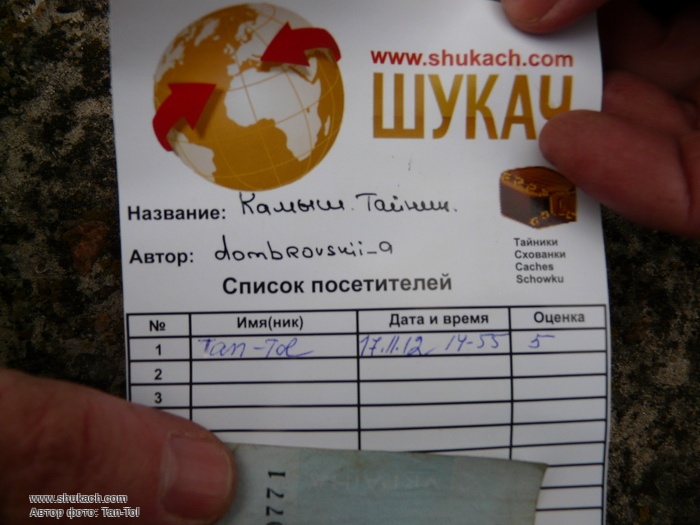 www.shukach.com
ШУКАЧ
Название: Камыш. Тайник.
Автор: dombrovskii_a
Тайники
Схованки
Caches
Schowku
Список посетителей
№ Имя(ник) Дата и время Оценка
1 Tan-Tol 17.11.12 14-55 5
2
3
0771
www.shukach.com
Автор фото: Tan-Tol